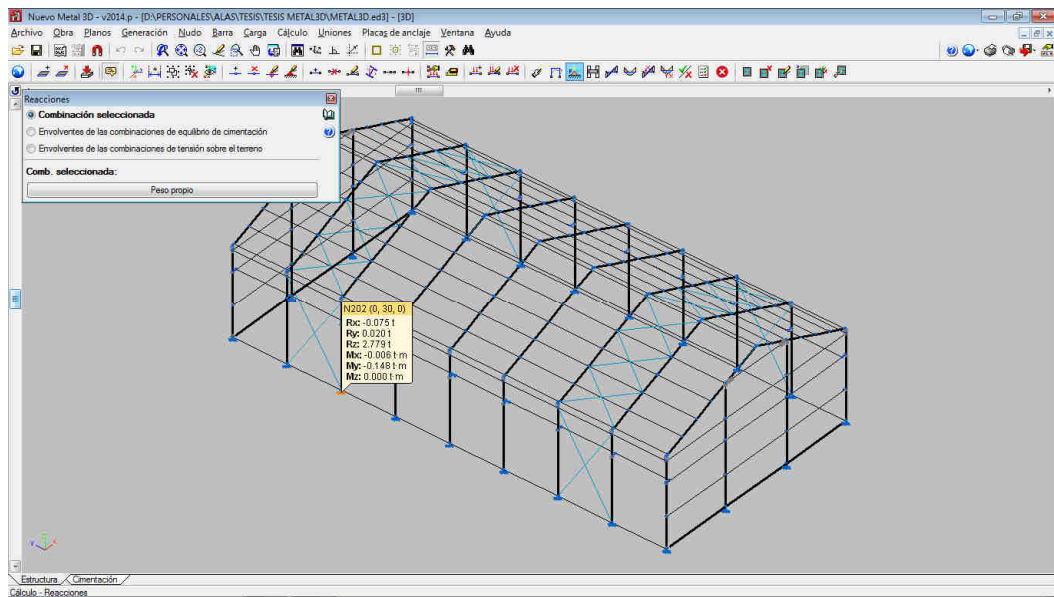 Nuevo Metal 3D - v2014.p - [D:\PERSONALES\ALAS\TESIS\TESIS METAL3D\METAL3D.ed3] - [3D]
Archivo Obra Planos Generación Nudo Barra Carga Cálculo Uniones Placas de anclaje Ventana Ayuda
Reacciones
Combinación seleccionada
Envolventes de las combinaciones de equilibrio de cimentación
Envolventes de las combinaciones de tensión sobre el terreno
Comb. seleccionada:
Peso propio
N202 (0, 30, 0)
Rx: -0.075 t
Ry: 0.020 t
Rz: 2.779 t
Mx: -0.006 t·m
My: -0.148 t·m
Mz: 0.000 t·m
Estructura Cimentación
Cálculo - Reacciones